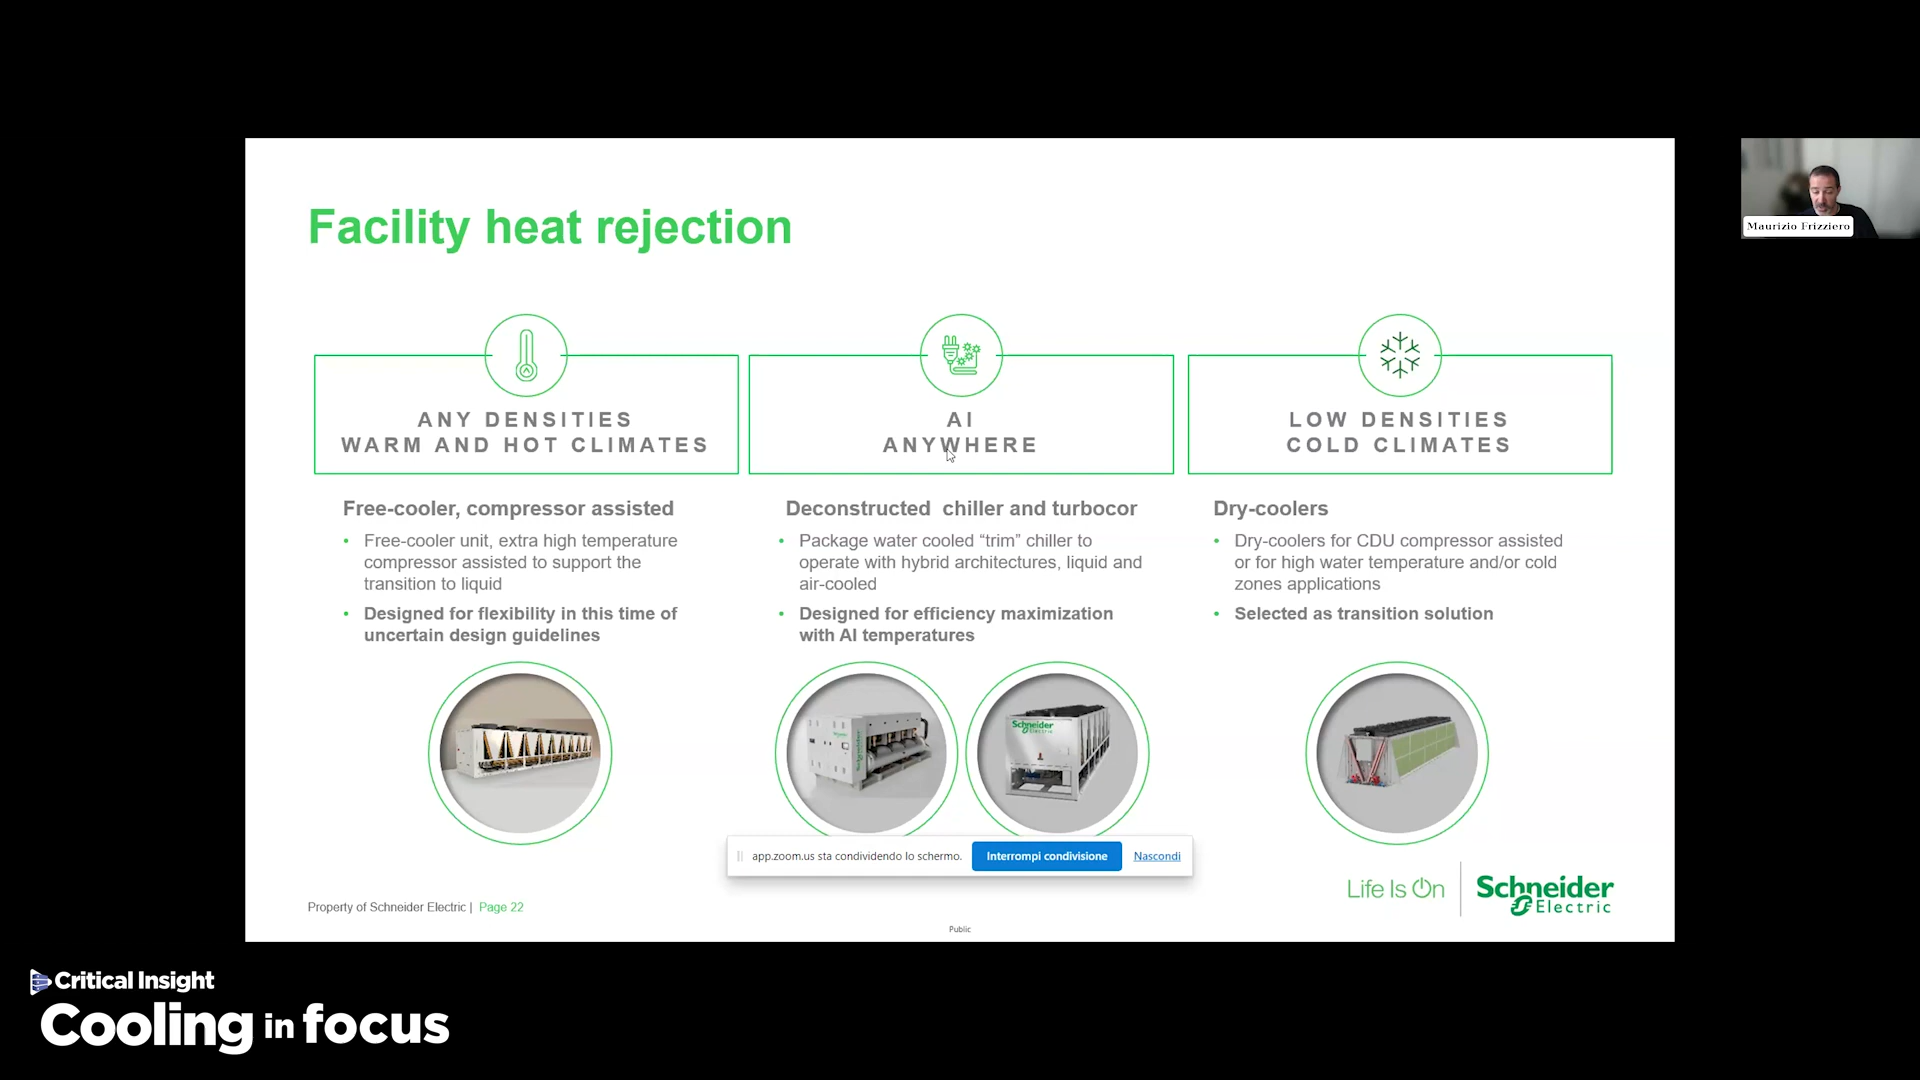 Facility heat rejection
ANY DENSITIES
WARM AND HOT CLIMATES
Free-cooler, compressor assisted
• Free-cooler unit, extra high temperature
compressor assisted to support the
transition to liquid
• Designed for flexibility in this time of
uncertain design guidelines
AI
ANYWHERE
Deconstructed chiller and turbocor
• Package water cooled “trim” chiller to
operate with hybrid architectures, liquid and
air-cooled
• Designed for efficiency maximization
with AI temperatures
Schneider
Electric
LOW DENSITIES
COLD CLIMATES
Dry-coolers
• Dry-coolers for CDU compressor assisted
or for high water temperature and/or cold
zones applications
• Selected as transition solution
app.zoom.us sta condividendo lo schermo. Interrompi condivisione Nascondi
Property of Schneider Electric | Page 22
Life Is On
Schneider
Electric
Public
Maurizio Frizziero
Critical Insight
Cooling in focus